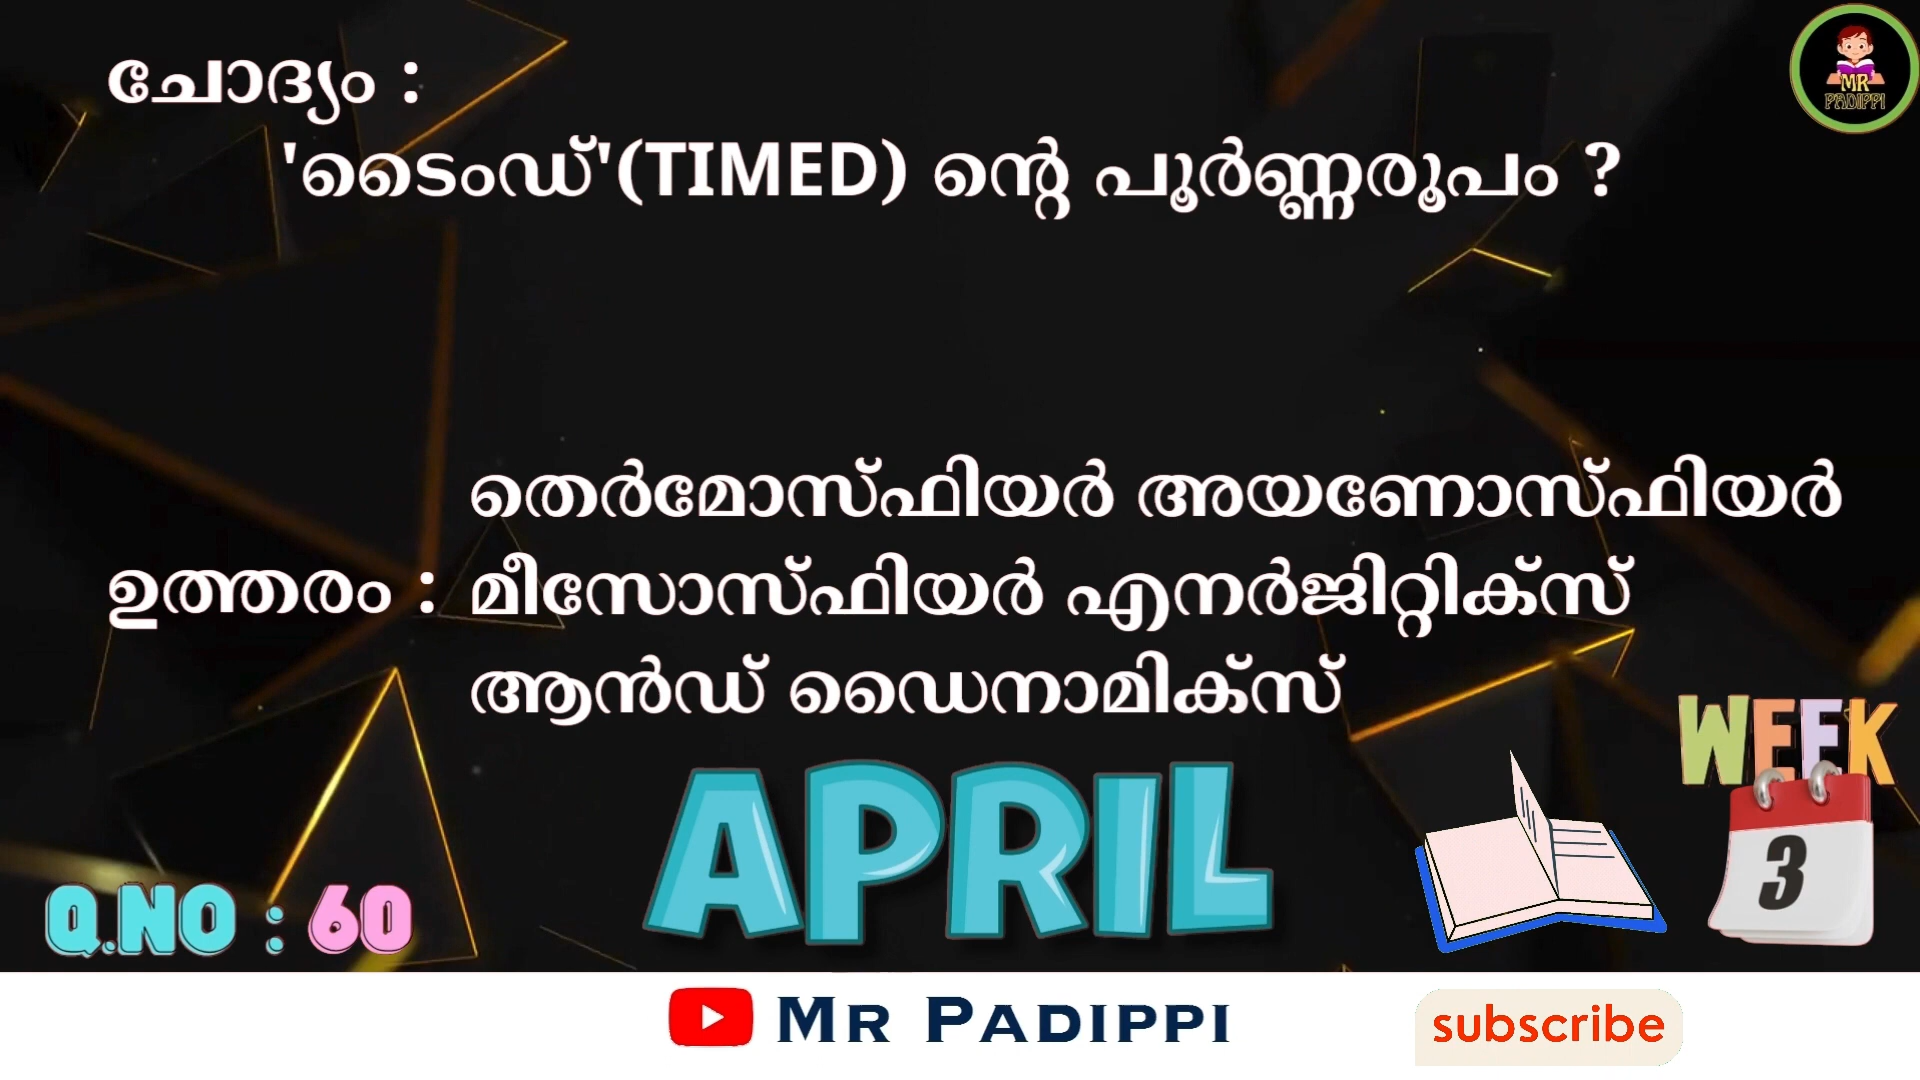 ചോദ്യം :
'ടൈംഡ്'(TIMED) ന്റെ പൂർണ്ണരൂപം ?
MR
PADIPPI
തെർമോസ്ഫിയർ അയണോസ്ഫിയർ
ഉത്തരം : മീസോസ്ഫിയർ എനർജിറ്റിക്സ്
ആൻഡ് ഡൈനാമിക്സ്
WEEK
3
APRIL
Q.NO : 60
MR PADIPPI
subscribe